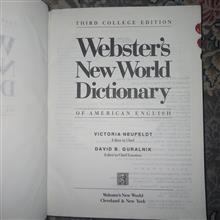 THIRD COLLEGE EDITION
Webster's
New World
Dictionary
OF AMERICAN ENGLISH
VICTORIA NEUFELDT
Editor in Chief
DAVID B. GURALNIK
Editor in Chief Emeritus
Webster's New World
Cleveland & New York